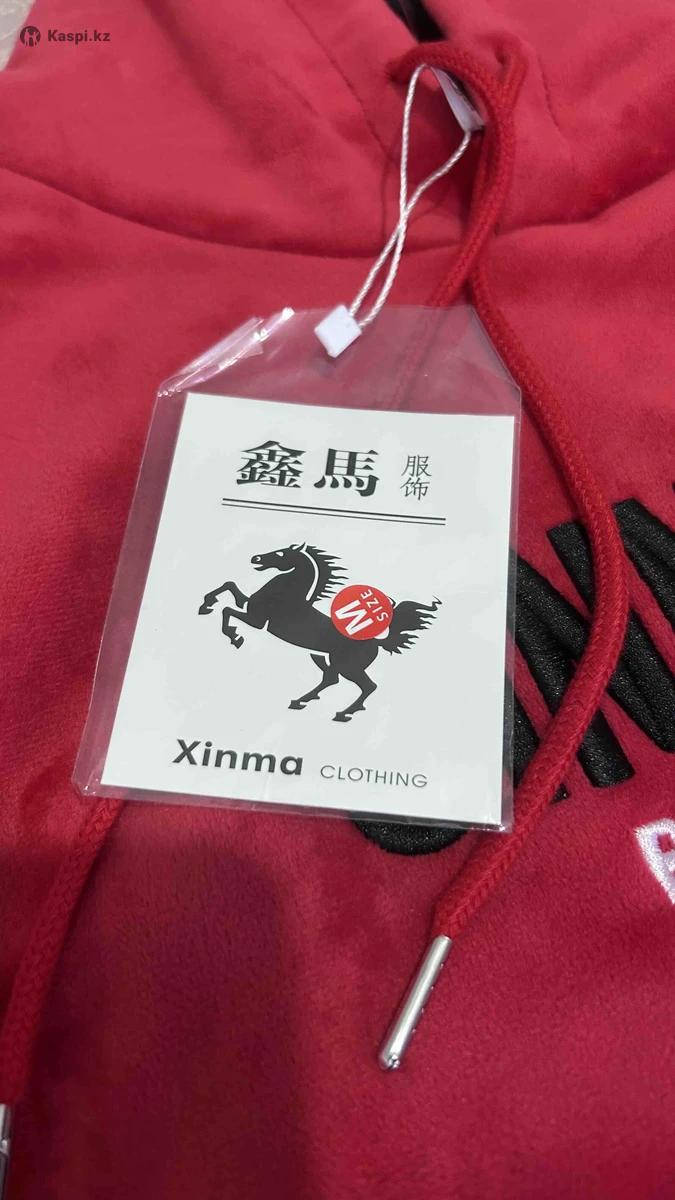 Kaspi.kz
鑫馬 服饰
M
SIZE
Xinma CLOTHING